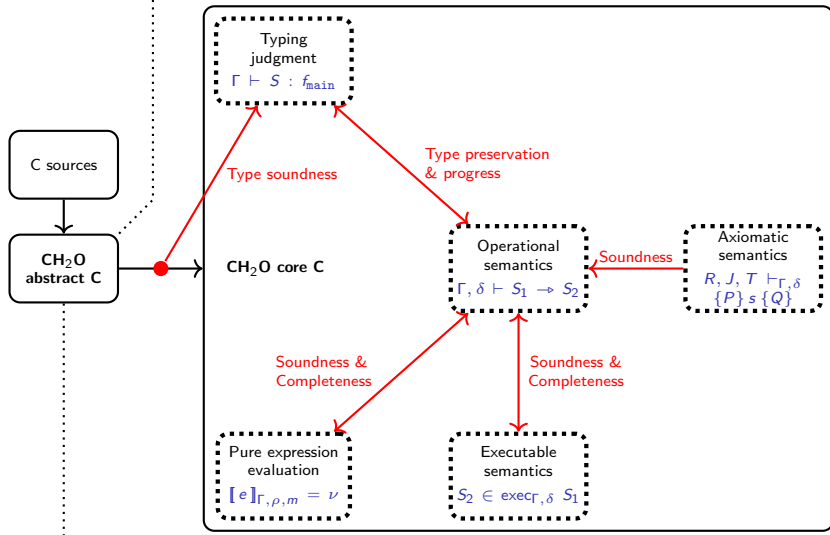 Typing
judgment
Γ ⊢ S : f_main
C sources
Type soundness
Type preservation
& progress
CH₂O
abstract C
CH₂O core C
Operational
semantics
Γ, δ ⊢ S₁ ⇾ S₂
Soundness
Axiomatic
semantics
R, J, T ⊢_Γ,δ
{P} s {Q}
Soundness &
Completeness
Soundness &
Completeness
Pure expression
evaluation
⟦e⟧_Γ,ρ,m = ν
Executable
semantics
S₂ ∈ exec_Γ,δ S₁